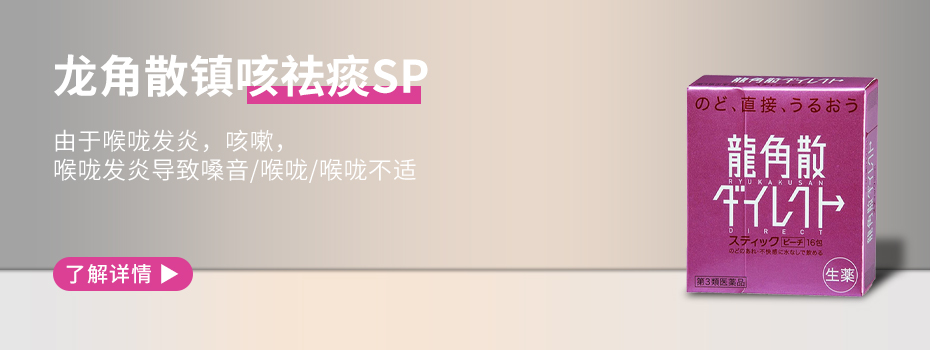 龙角散镇咳祛痰SP
由于喉咙发炎，咳嗽，
喉咙发炎导致嗓音/喉咙/喉咙不适
了解详情 ▶
龍角散ダイレクト
のど、直接、うるおう
龍角散
RYUKAKUSAN
ダイレクト
DIRECT
スティック ピーチ 16包
のどのあれ・不快感に水なしで飲める
第3類医薬品
生薬